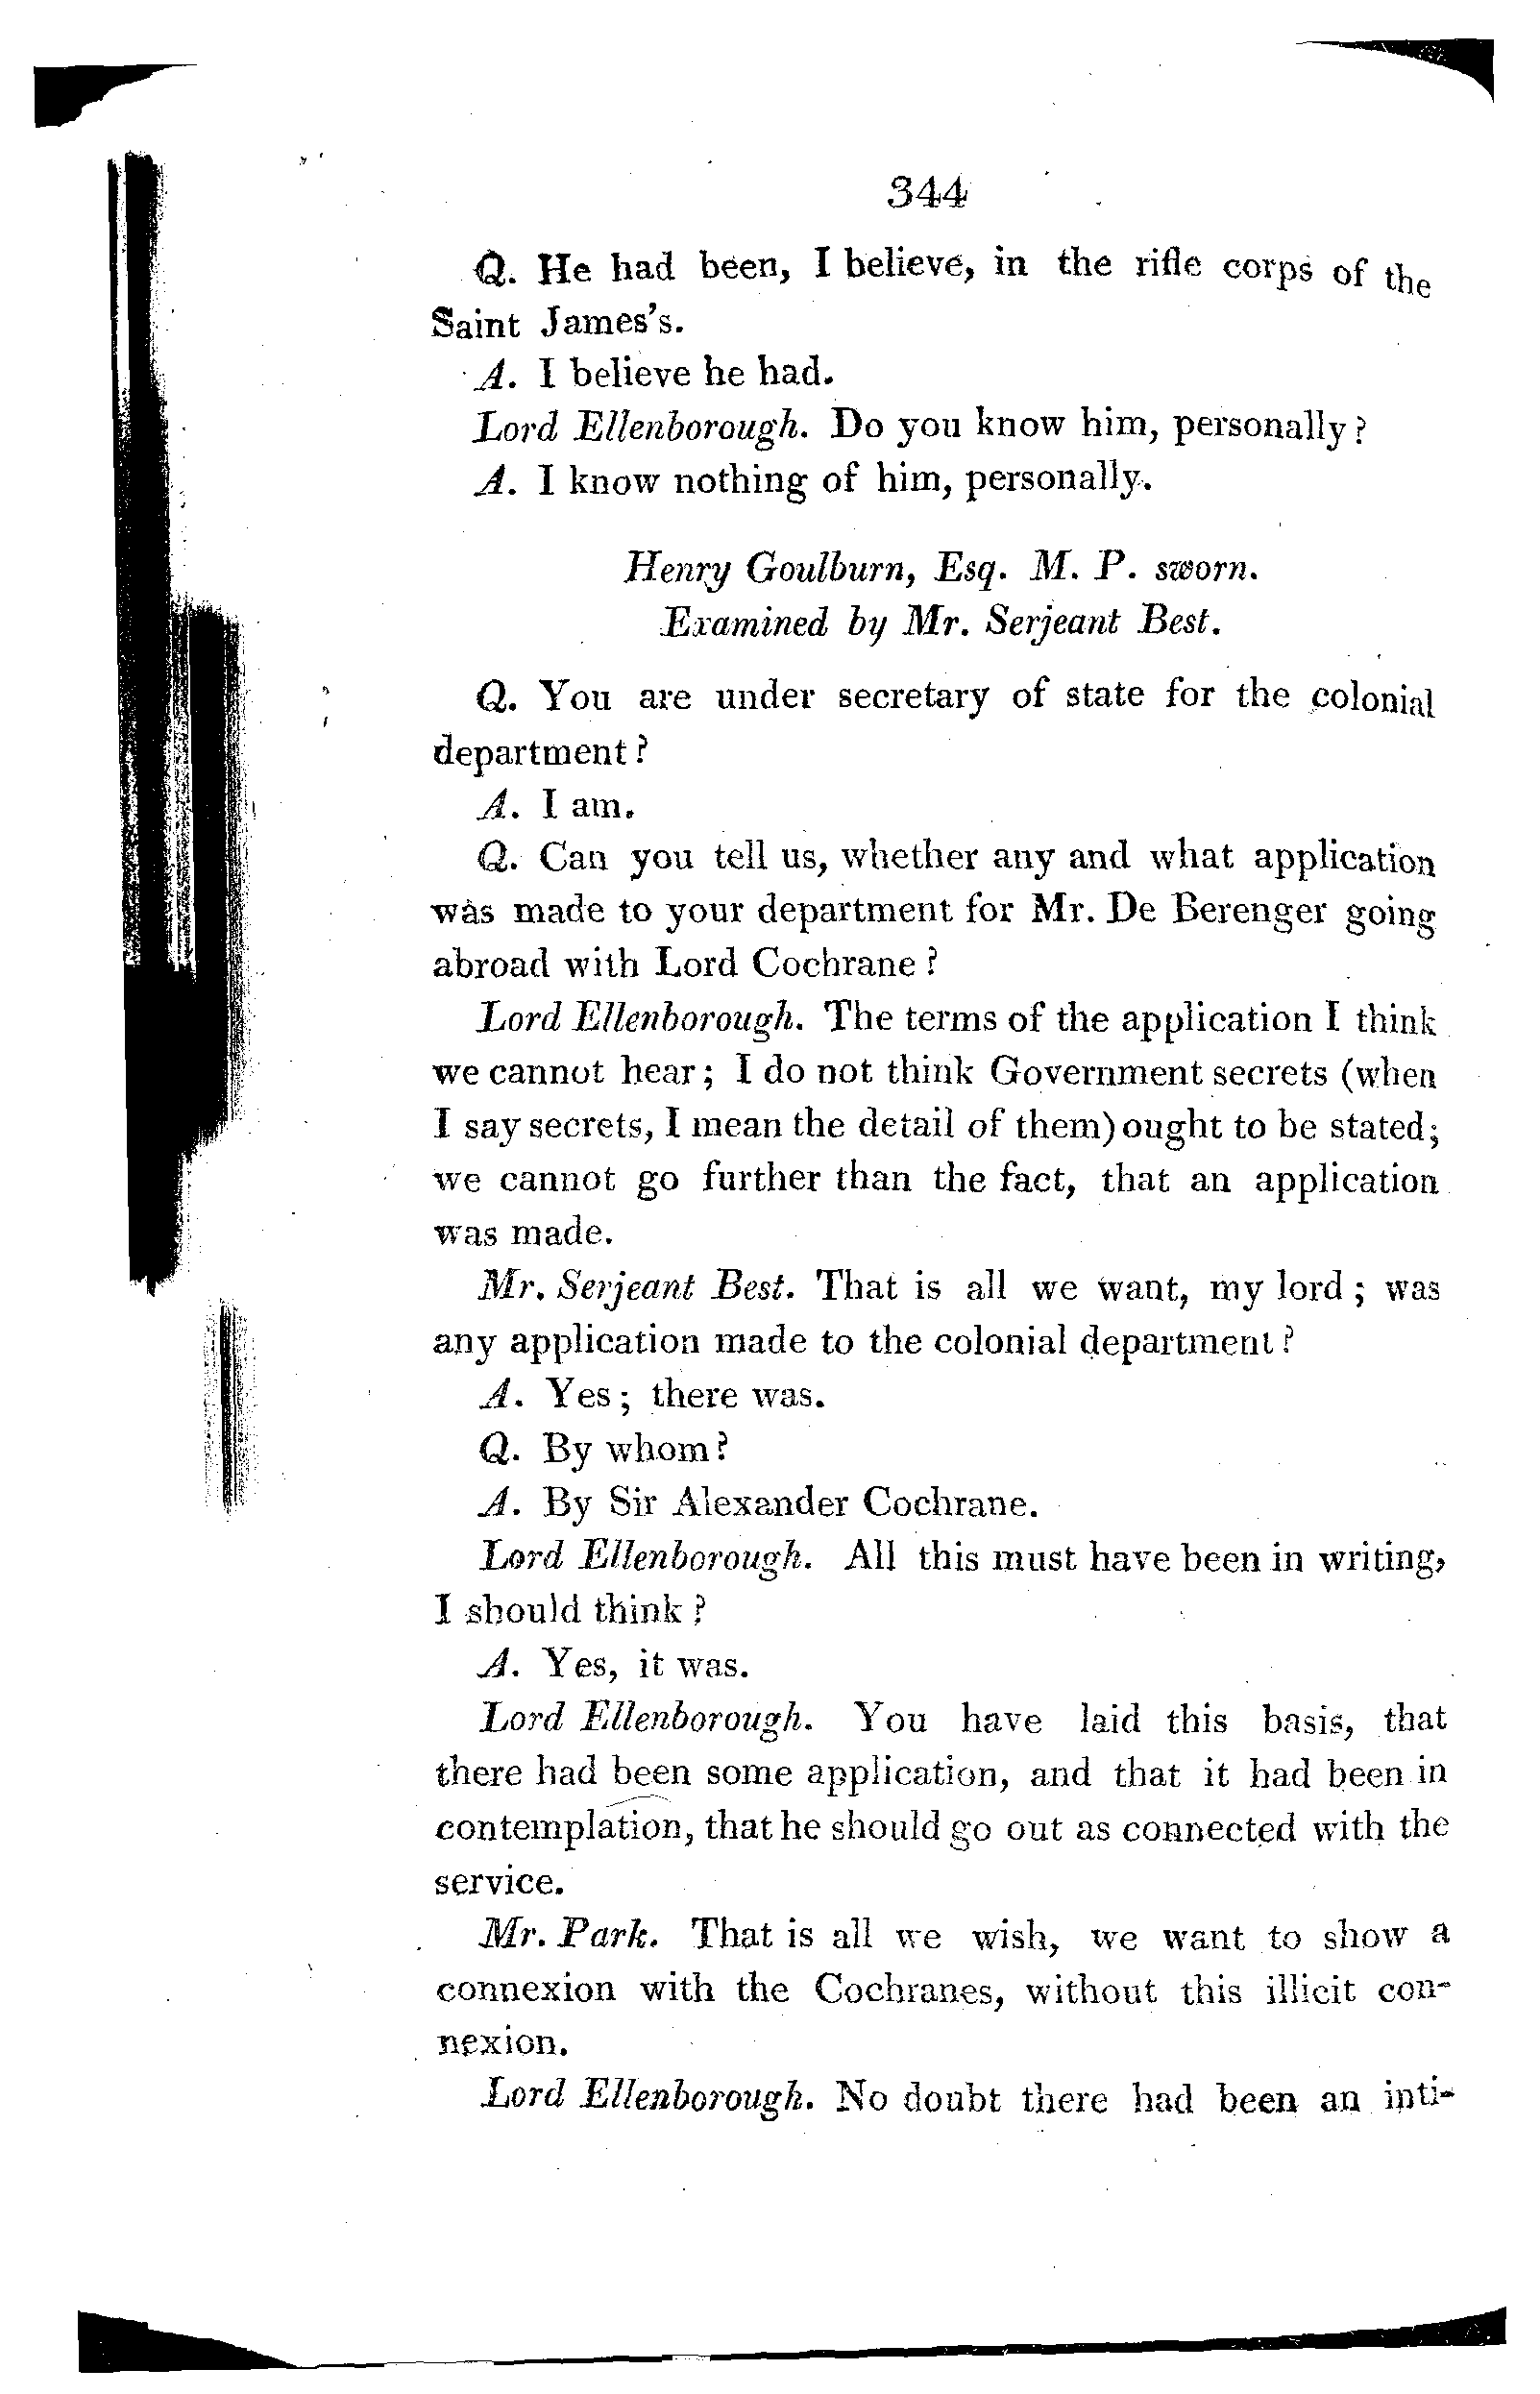 344
Q. He had been, I believe, in the rifle corps of the
Saint James's.
A. I believe he had.
Lord Ellenborough. Do you know him, personally?
A. I know nothing of him, personally.
Henry Goulburn, Esq. M. P. sworn.
Examined by Mr. Serjeant Best.
Q. You are under secretary of state for the colonial
department?
A. I am.
Q. Can you tell us, whether any and what application
was made to your department for Mr. De Berenger going
abroad with Lord Cochrane?
Lord Ellenborough. The terms of the application I think
we cannot hear; I do not think Government secrets (when
I say secrets, I mean the detail of them) ought to be stated;
we cannot go further than the fact, that an application
was made.
Mr. Serjeant Best. That is all we want, my lord; was
any application made to the colonial department?
A. Yes; there was.
Q. By whom?
A. By Sir Alexander Cochrane.
Lord Ellenborough. All this must have been in writing,
I should think?
A. Yes, it was.
Lord Ellenborough. You have laid this basis, that
there had been some application, and that it had been in
contemplation, that he should go out as connected with the
service.
Mr. Park. That is all we wish, we want to show a
connexion with the Cochranes, without this illicit con-
nexion.
Lord Ellenborough. No doubt there had been an inti-